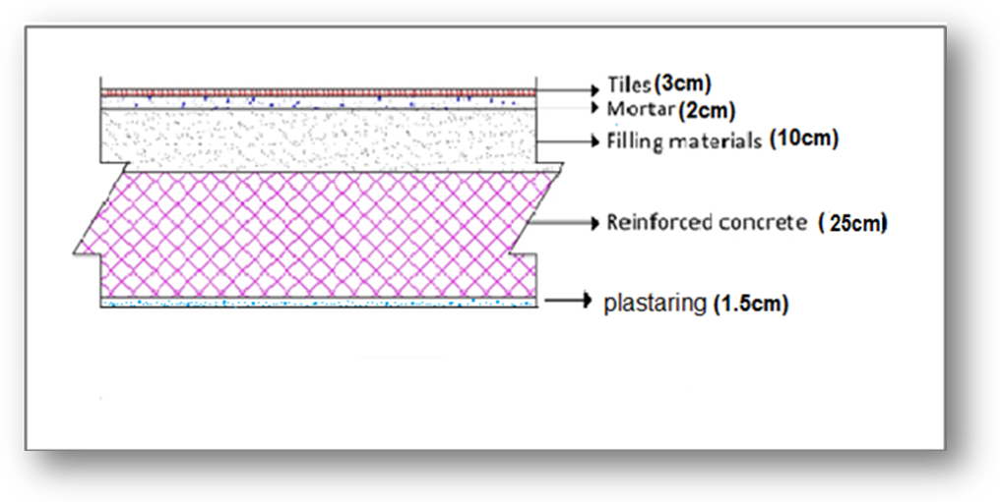 Tiles (3cm)
Mortar (2cm)
Filling materials (10cm)
Reinforced concrete ( 25cm)
plastaring (1.5cm)